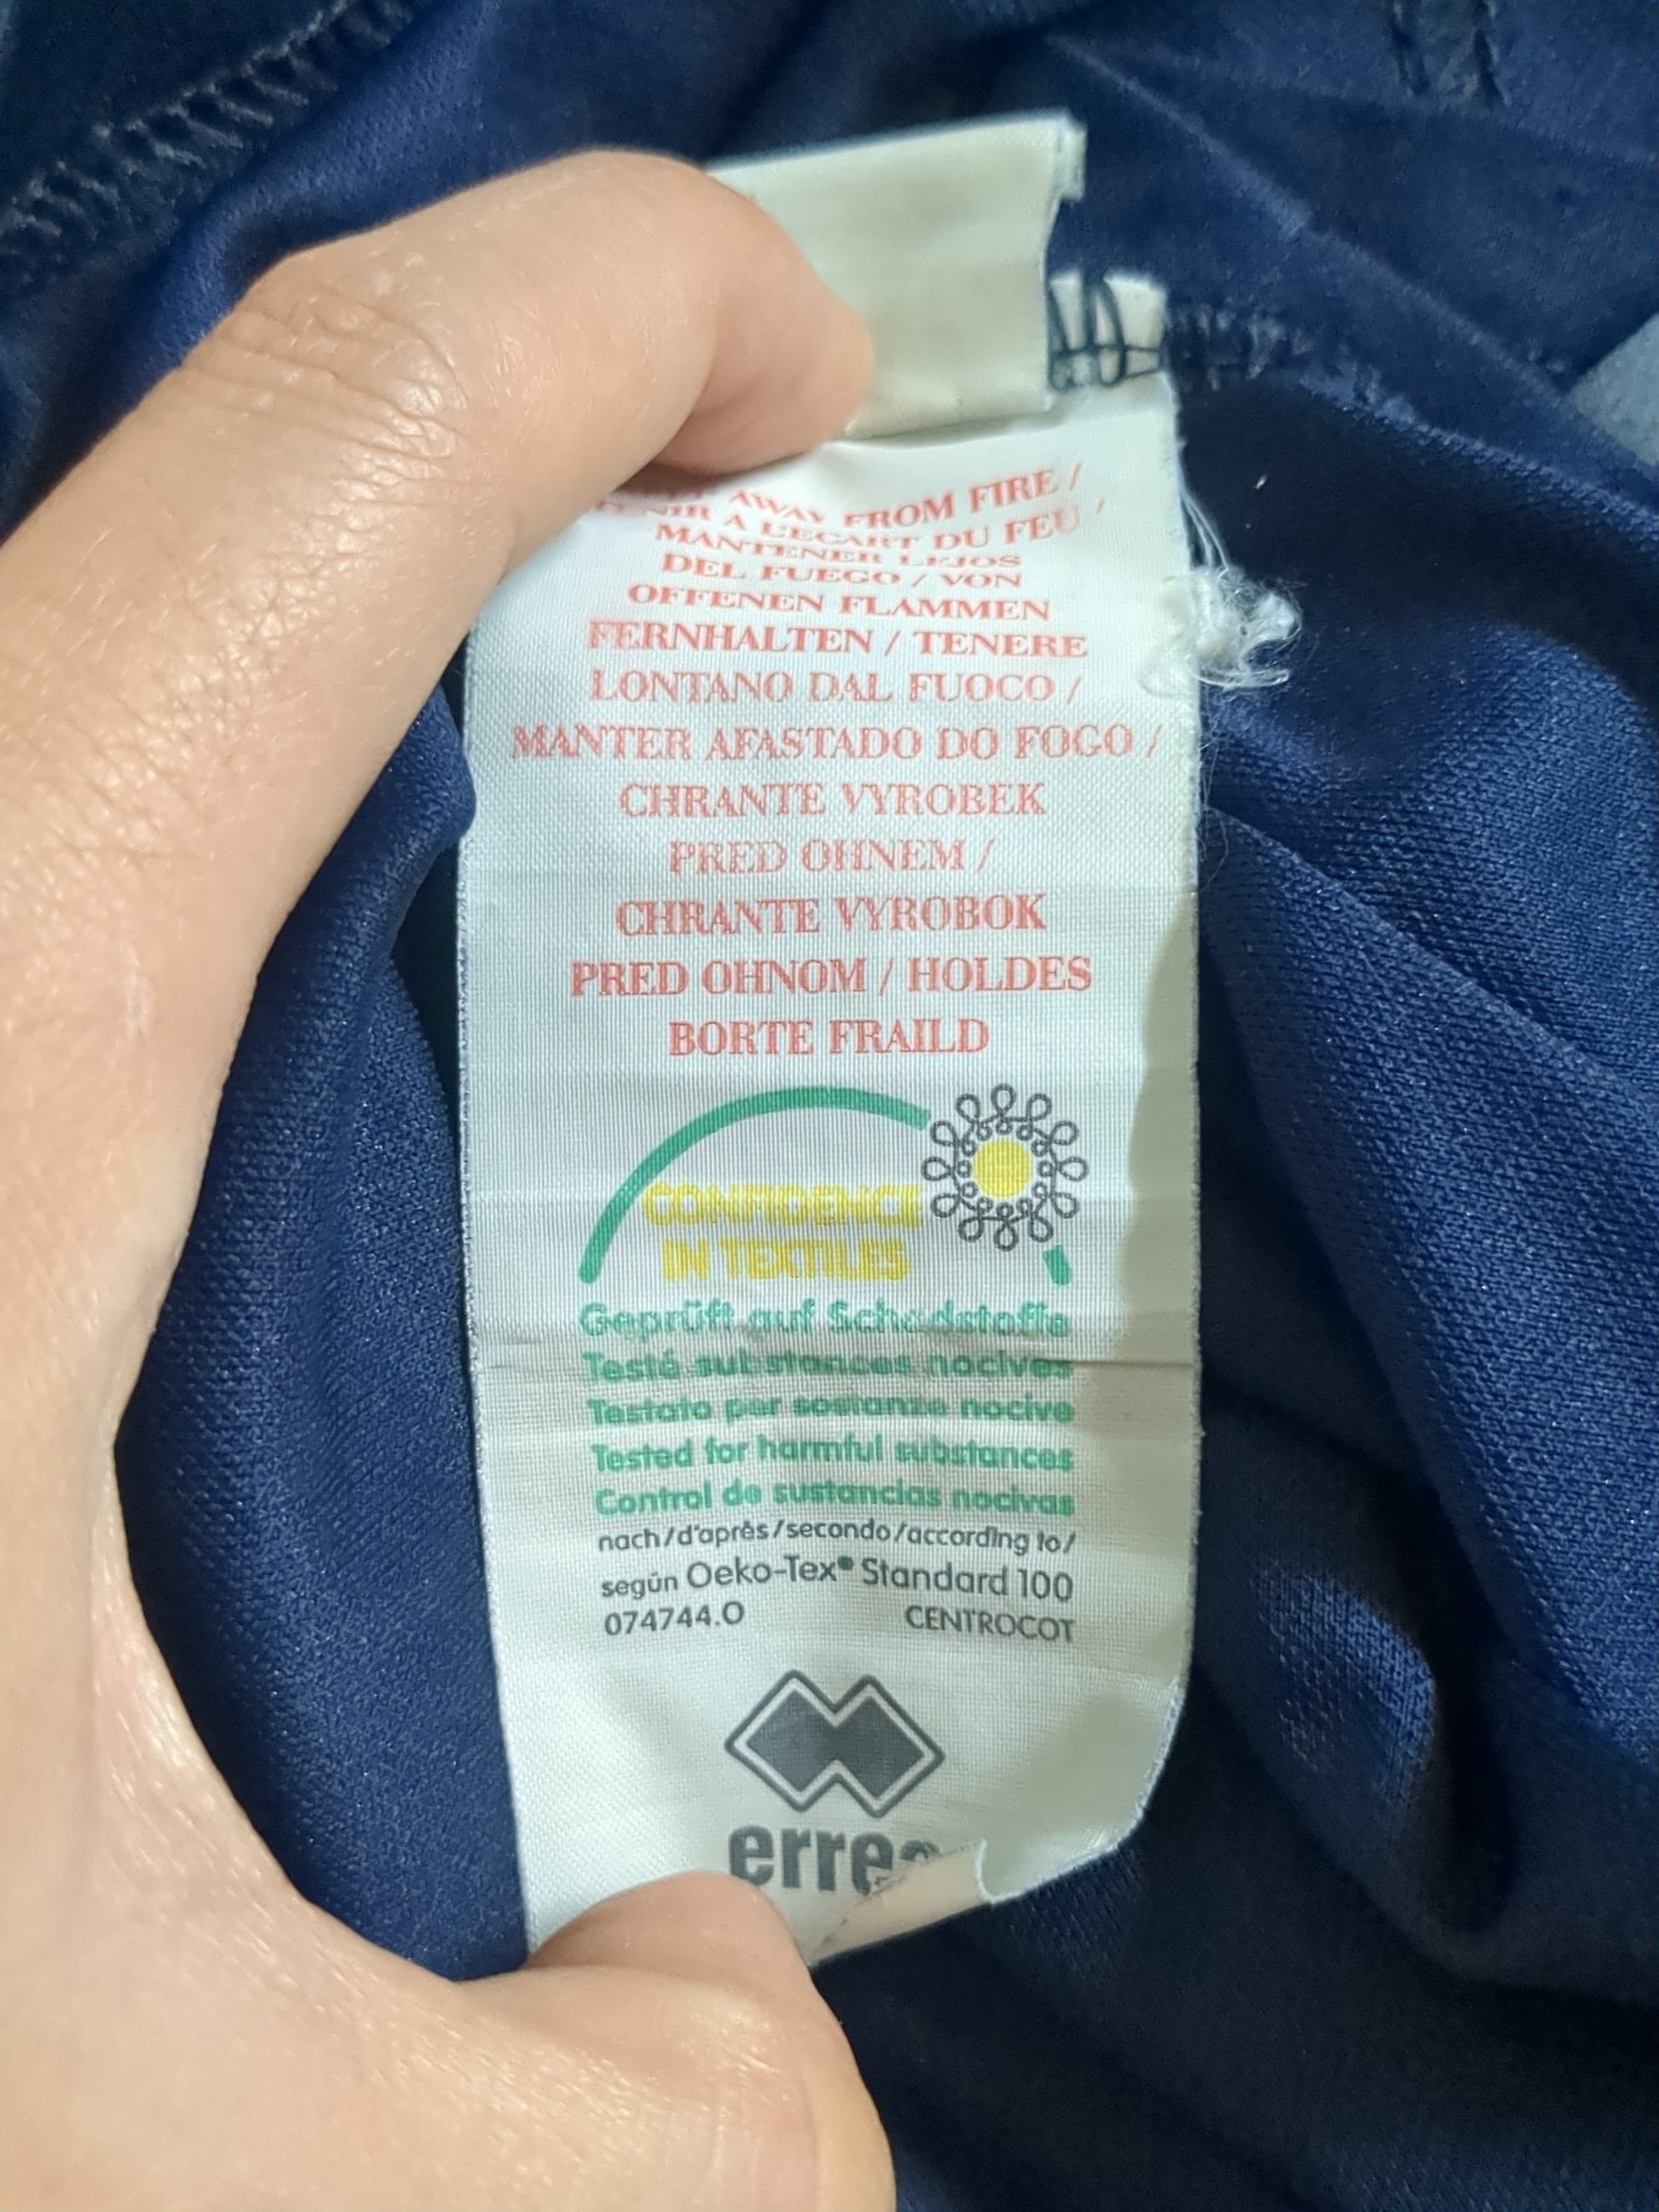 AWAY FROM FIRE /
TENIR A L'ECART DU FEU /
MANTENER LEJOS
DEL FUEGO / VON
OFFENEN FLAMMEN
FERNHALTEN / TENERE
LONTANO DAL FUOCO /
MANTER AFASTADO DO FOGO /
CHRANTE VYROBEK
PRED OHNEM /
CHRANTE VYROBOK
PRED OHNOM / HOLDES
BORTE FRAILD
CONFIDENCE
IN TEXTILES
Geprüft auf Schadstoffe
Testé substances nocives
Testato per sostanze nocive
Tested for harmful substances
Control de sustancias nocivas
nach/d'après/secondo/according to/
según Oeko-Tex® Standard 100
074744.O CENTROCOT
errea